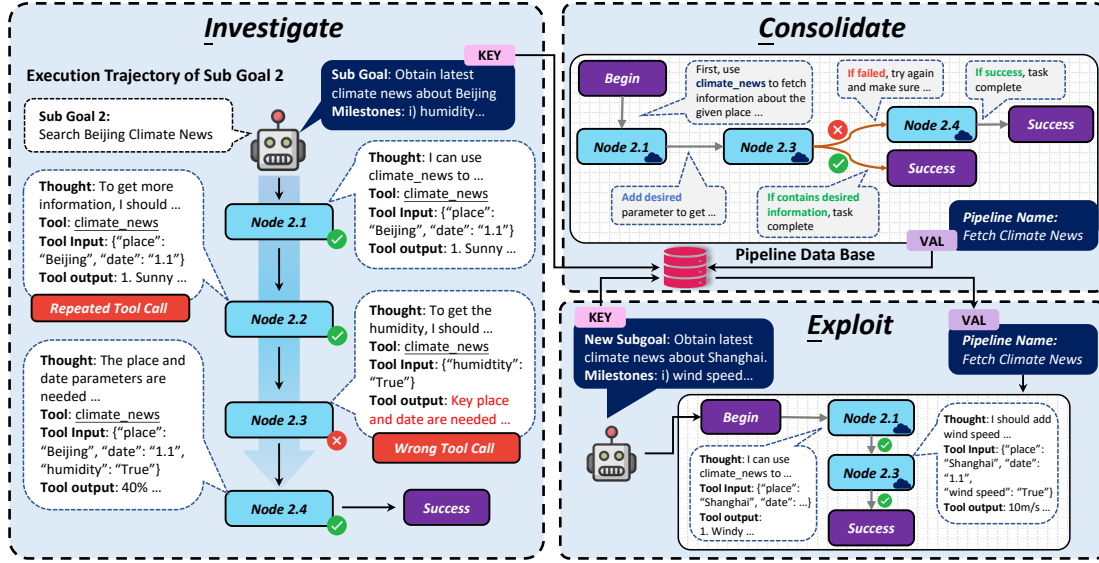 Investigate
Execution Trajectory of Sub Goal 2
Sub Goal 2:
Search Beijing Climate News
KEY
Sub Goal: Obtain latest
climate news about Beijing
Milestones: i) humidity…
Thought: To get more
information, I should …
Tool: climate_news
Tool Input: {"place":
"Beijing", "date": "1.1"}
Tool output: 1. Sunny …
Repeated Tool Call
Node 2.1
Thought: I can use
climate_news to …
Tool: climate_news
Tool Input: {"place":
"Beijing", "date": "1.1"}
Tool output: 1. Sunny …
Node 2.2
Thought: To get the
humidity, I should …
Tool: climate_news
Tool Input: {"humidtity":
"True"}
Tool output: Key place
and date are needed …
Wrong Tool Call
Thought: The place and
date parameters are
needed …
Tool: climate_news
Tool Input: {"place":
"Beijing", "date": "1.1",
"humidity": "True"}
Tool output: 40% …
Node 2.3
Node 2.4
Success
Consolidate
Begin
First, use
climate_news to fetch
information about the
given place …
If failed, try again
and make sure …
If success, task
complete
Node 2.1
Node 2.3
Node 2.4
Success
Success
Add desired
parameter to get …
If contains desired
information, task
complete
Pipeline Name:
Fetch Climate News
VAL
Pipeline Data Base
Exploit
KEY
New Subgoal: Obtain latest
climate news about Shanghai.
Milestones: i) wind speed…
VAL
Pipeline Name:
Fetch Climate News
Begin
Node 2.1
Thought: I can use
climate_news to …
Tool Input: {"place":
"Shanghai", "date": …}
Tool output:
1. Windy …
Node 2.3
Success
Thought: I should add
wind speed …
Tool Input: {"place":
"Shanghai", "date":
"1.1",
"wind speed": "True"}
Tool output: 10m/s …